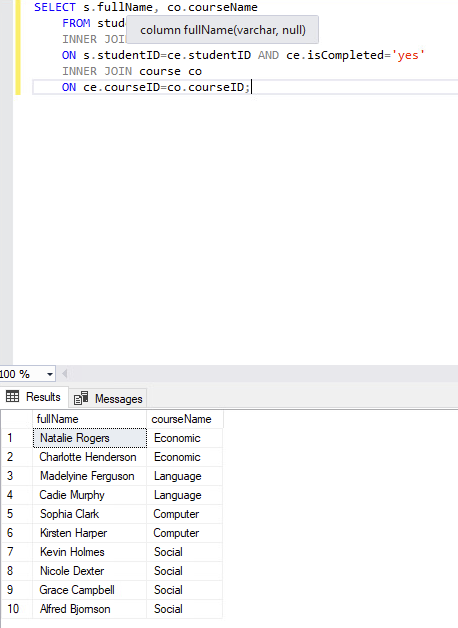 SELECT s.fullName, co.courseName
FROM stud
column fullName(varchar, null)
INNER JOI
ON s.studentID=ce.studentID AND ce.isCompleted='yes'
INNER JOIN course co
ON ce.courseID=co.courseID;
100 %
Results Messages
fullName courseName
1 Natalie Rogers Economic
2 Charlotte Henderson Economic
3 Madelyine Ferguson Language
4 Cadie Murphy Language
5 Sophia Clark Computer
6 Kirsten Harper Computer
7 Kevin Holmes Social
8 Nicole Dexter Social
9 Grace Campbell Social
10 Alfred Bjornson Social